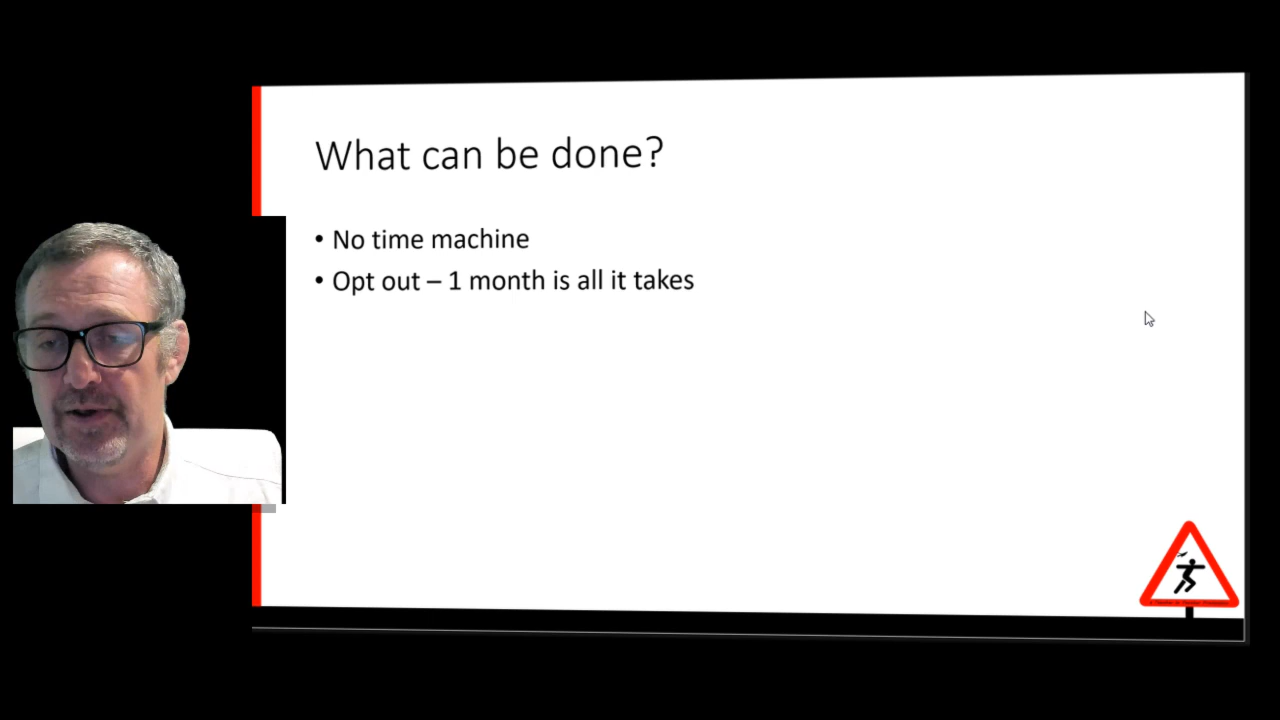 What can be done?
• No time machine
• Opt out – 1 month is all it takes